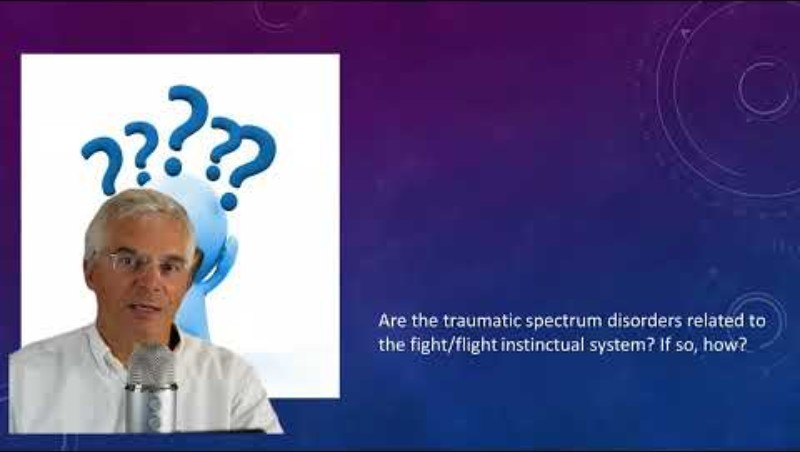 Are the traumatic spectrum disorders related to
the fight/flight instinctual system? If so, how?